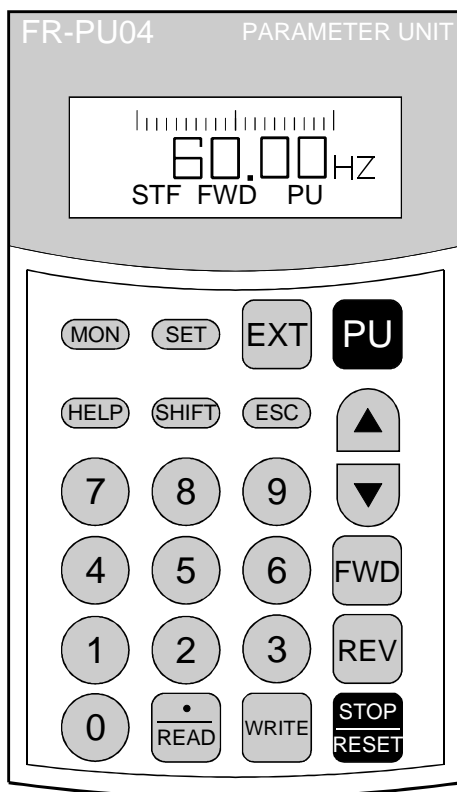 FR-PU04 PARAMETER UNIT
60.00HZ
STF FWD PU
MON SET EXT PU
HELP SHIFT ESC
7 8 9
4 5 6 FWD
1 2 3 REV
0 • READ WRITE STOP RESET